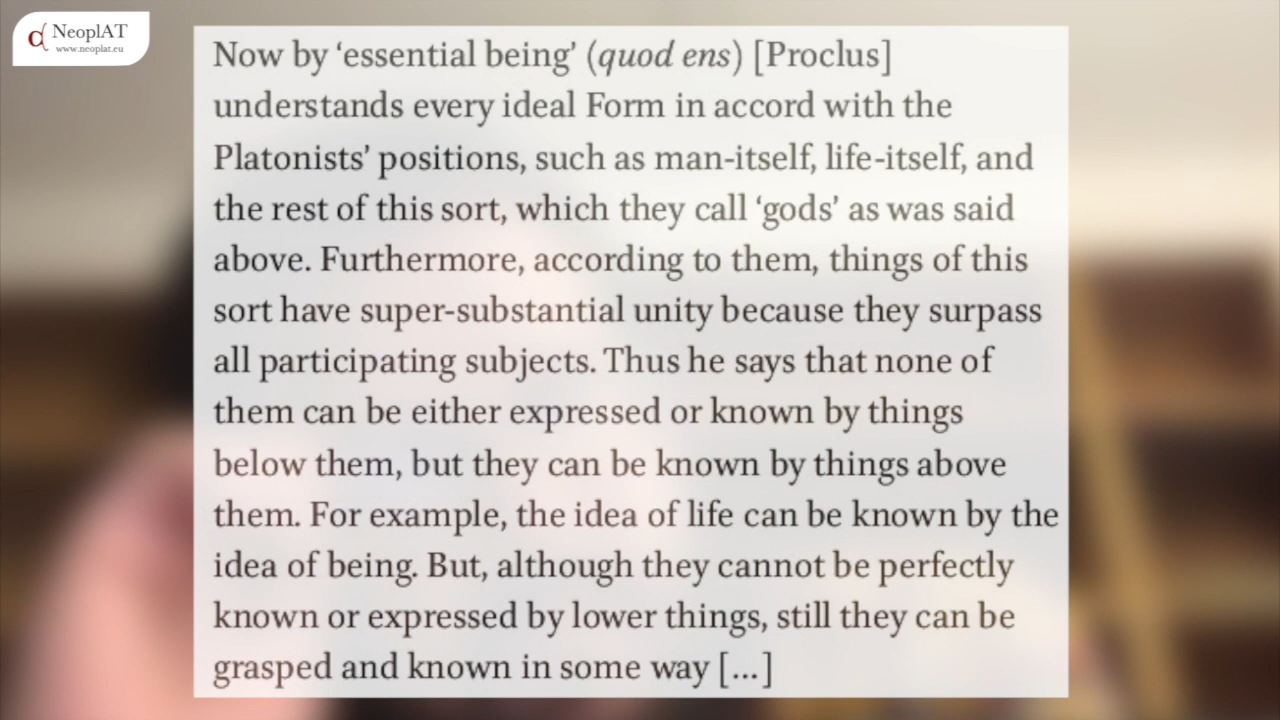 NeoplAT
www.neoplat.eu
Now by ‘essential being’ (quod ens) [Proclus]
understands every ideal Form in accord with the
Platonists’ positions, such as man-itself, life-itself, and
the rest of this sort, which they call ‘gods’ as was said
above. Furthermore, according to them, things of this
sort have super-substantial unity because they surpass
all participating subjects. Thus he says that none of
them can be either expressed or known by things
below them, but they can be known by things above
them. For example, the idea of life can be known by the
idea of being. But, although they cannot be perfectly
known or expressed by lower things, still they can be
grasped and known in some way […]